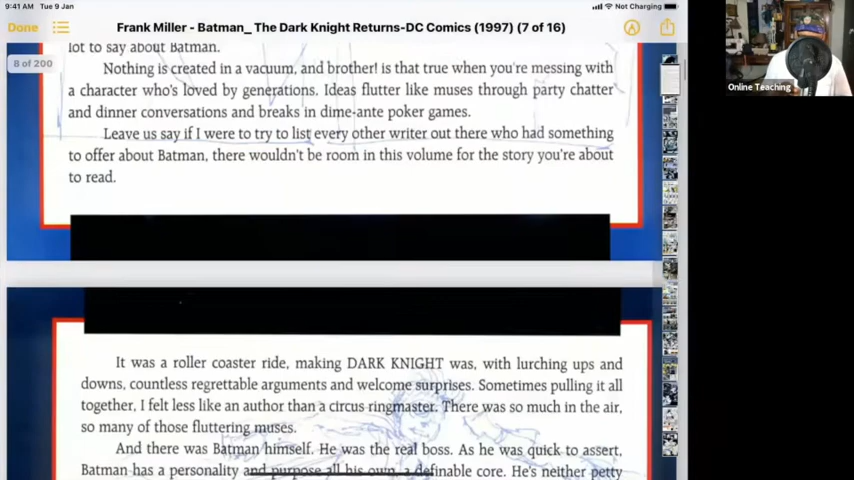 9:41 AM Tue 9 Jan
Not Charging
Done
Frank Miller - Batman_ The Dark Knight Returns-DC Comics (1997) (7 of 16)
8 of 200
lot to say about Batman.
Nothing is created in a vacuum, and brother! is that true when you're messing with
a character who's loved by generations. Ideas flutter like muses through party chatter
and dinner conversations and breaks in dime-ante poker games.
Leave us say if I were to try to list every other writer out there who had something
to offer about Batman, there wouldn't be room in this volume for the story you're about
to read.
It was a roller coaster ride, making DARK KNIGHT was, with lurching ups and
downs, countless regrettable arguments and welcome surprises. Sometimes pulling it all
together, I felt less like an author than a circus ringmaster. There was so much in the air,
so many of those fluttering muses.
And there was Batman himself. He was the real boss. As he was quick to assert,
Batman has a personality and purpose all his own, a definable core. He's neither petty
Online Teaching